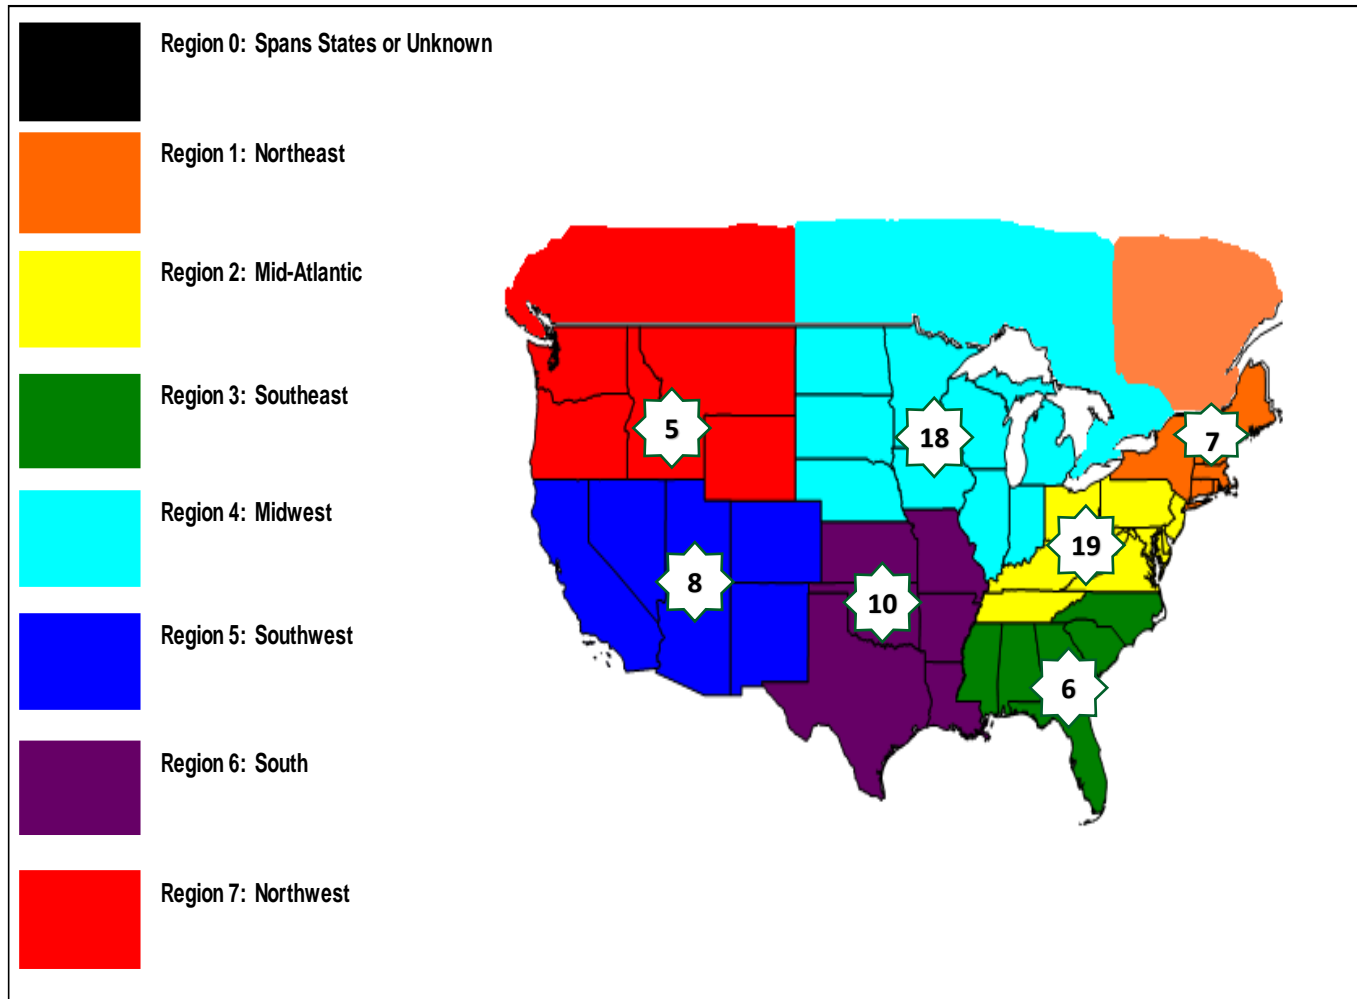 Region 0: Spans States or Unknown
Region 1: Northeast
Region 2: Mid-Atlantic
Region 3: Southeast
Region 4: Midwest
Region 5: Southwest
Region 6: South
Region 7: Northwest
5
18
7
19
8
10
6